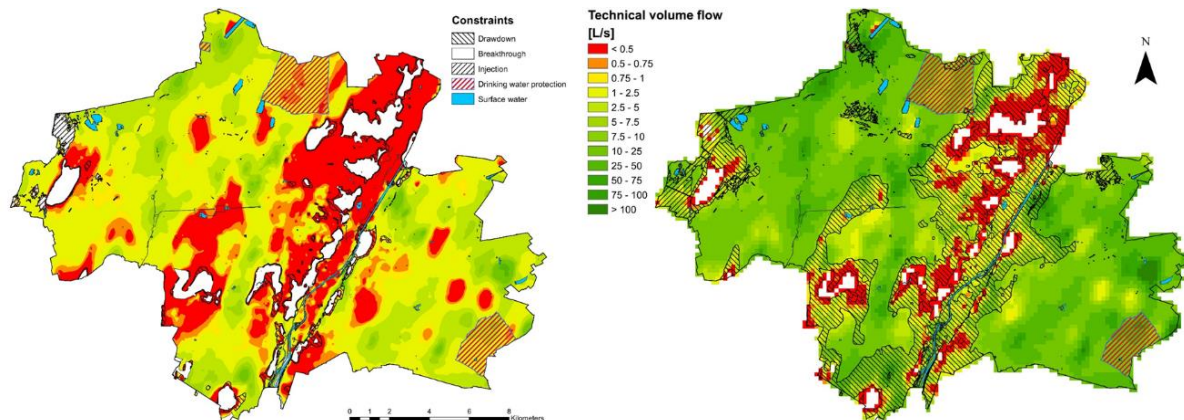 Constraints
Drawdown
Breakthrough
Injection
Drinking water protection
Surface water
0 1 2 4 6 8
Kilometers
Technical volume flow
[L/s]
< 0.5
0.5 - 0.75
0.75 - 1
1 - 2.5
2.5 - 5
5 - 7.5
7.5 - 10
10 - 25
25 - 50
50 - 75
75 - 100
> 100
N